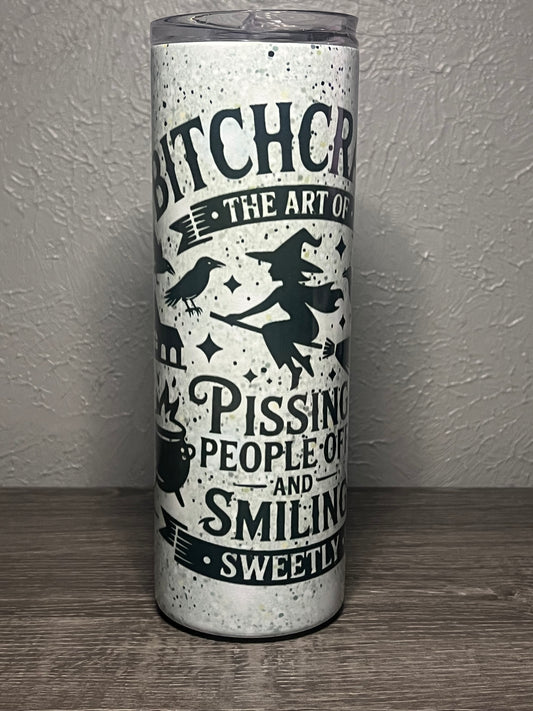 BITCHCRA
THE ART OF
PISSING
PEOPLE OF
AND
SMILING
SWEETLY